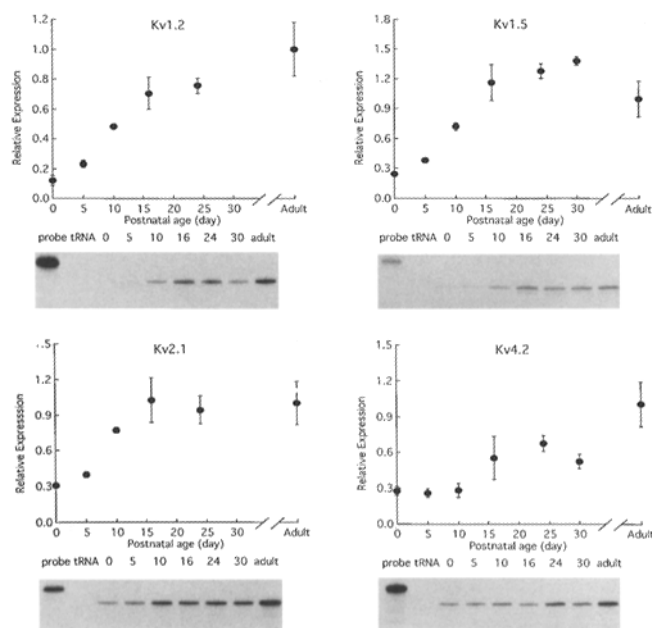 Kv1.2
1.2
1.0
0.8
0.6
0.4
0.2
0.0
Relative Expression
0 5 10 15 20 25 30 Adult
Postnatal age (day)
probe tRNA 0 5 10 16 24 30 adult
Kv1.5
1.8
1.5
1.2
0.9
0.6
0.3
0.0
Relative Expression
0 5 10 15 20 25 30 Adult
Postnatal age (day)
probe tRNA 0 5 10 16 24 30 adult
Kv2.1
1.5
1.2
0.9
0.6
0.3
0.0
Relative Expression
0 5 10 15 20 25 30 Adult
Postnatal age (day)
probe tRNA 0 5 10 16 24 30 adult
Kv4.2
1.5
1.2
0.9
0.6
0.3
0.0
Relative Expression
0 5 10 15 20 25 30 Adult
Postnatal age (day)
probe tRNA 0 5 10 16 24 30 adult